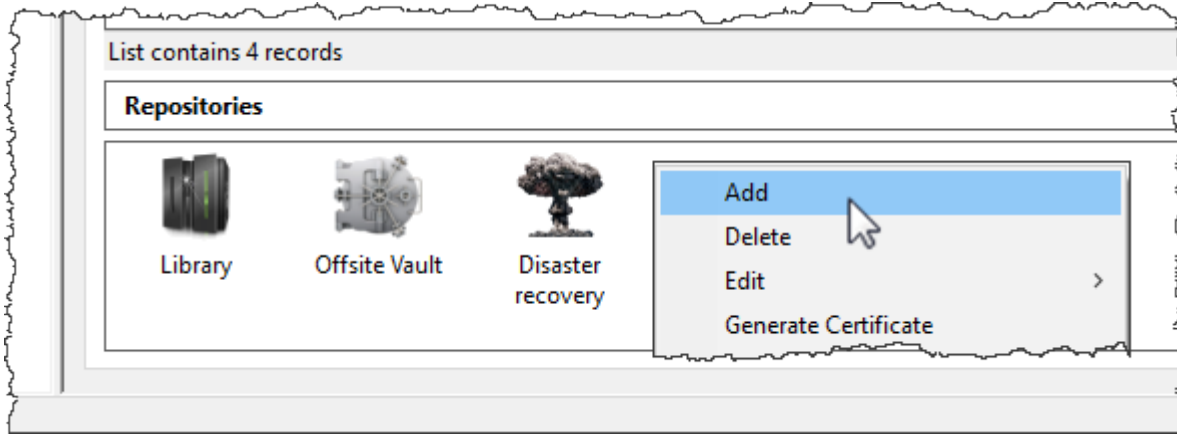 List contains 4 records
Repositories
Library
Offsite Vault
Disaster
recovery
Add
Delete
Edit
Generate Certificate